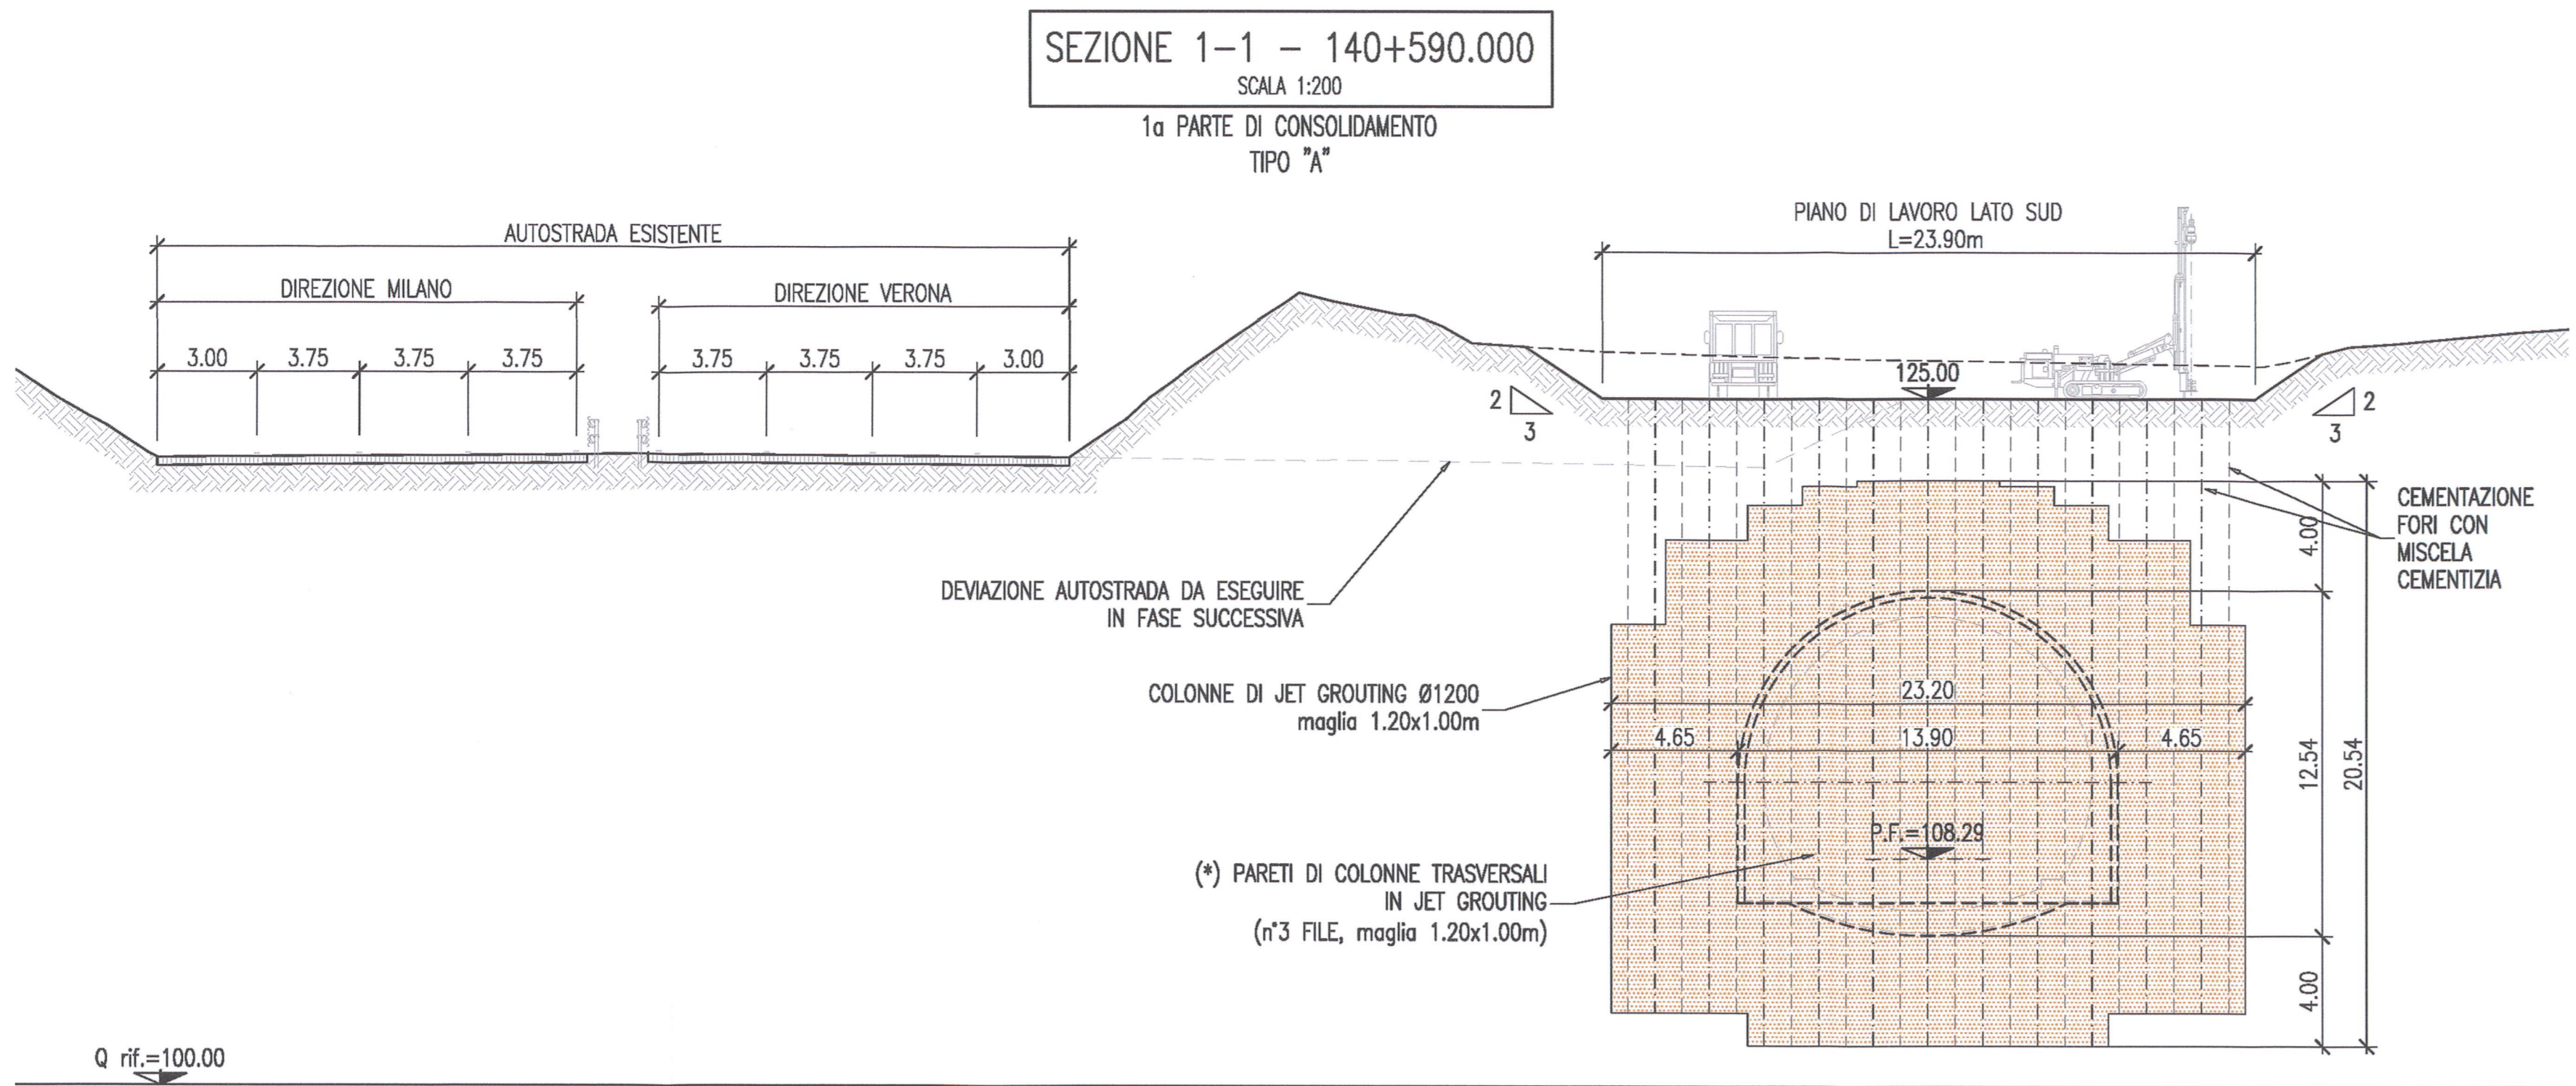 SEZIONE 1-1 - 140+590.000
SCALA 1:200
1a PARTE DI CONSOLIDAMENTO
TIPO "A"
AUTOSTRADA ESISTENTE
DIREZIONE MILANO
DIREZIONE VERONA
3.00 3.75 3.75 3.75
3.75 3.75 3.75 3.00
PIANO DI LAVORO LATO SUD
L=23.90m
125.00
2
3
2
3
DEVIAZIONE AUTOSTRADA DA ESEGUIRE
IN FASE SUCCESSIVA
CEMENTAZIONE
FORI CON
MISCELA
CEMENTIZIA
COLONNE DI JET GROUTING Ø1200
maglia 1.20x1.00m
23.20
4.65 13.90 4.65
P.F.=108.29
(*) PARETI DI COLONNE TRASVERSALI
IN JET GROUTING
(n°3 FILE, maglia 1.20x1.00m)
4.00
12.54
20.54
4.00
Q rif.=100.00